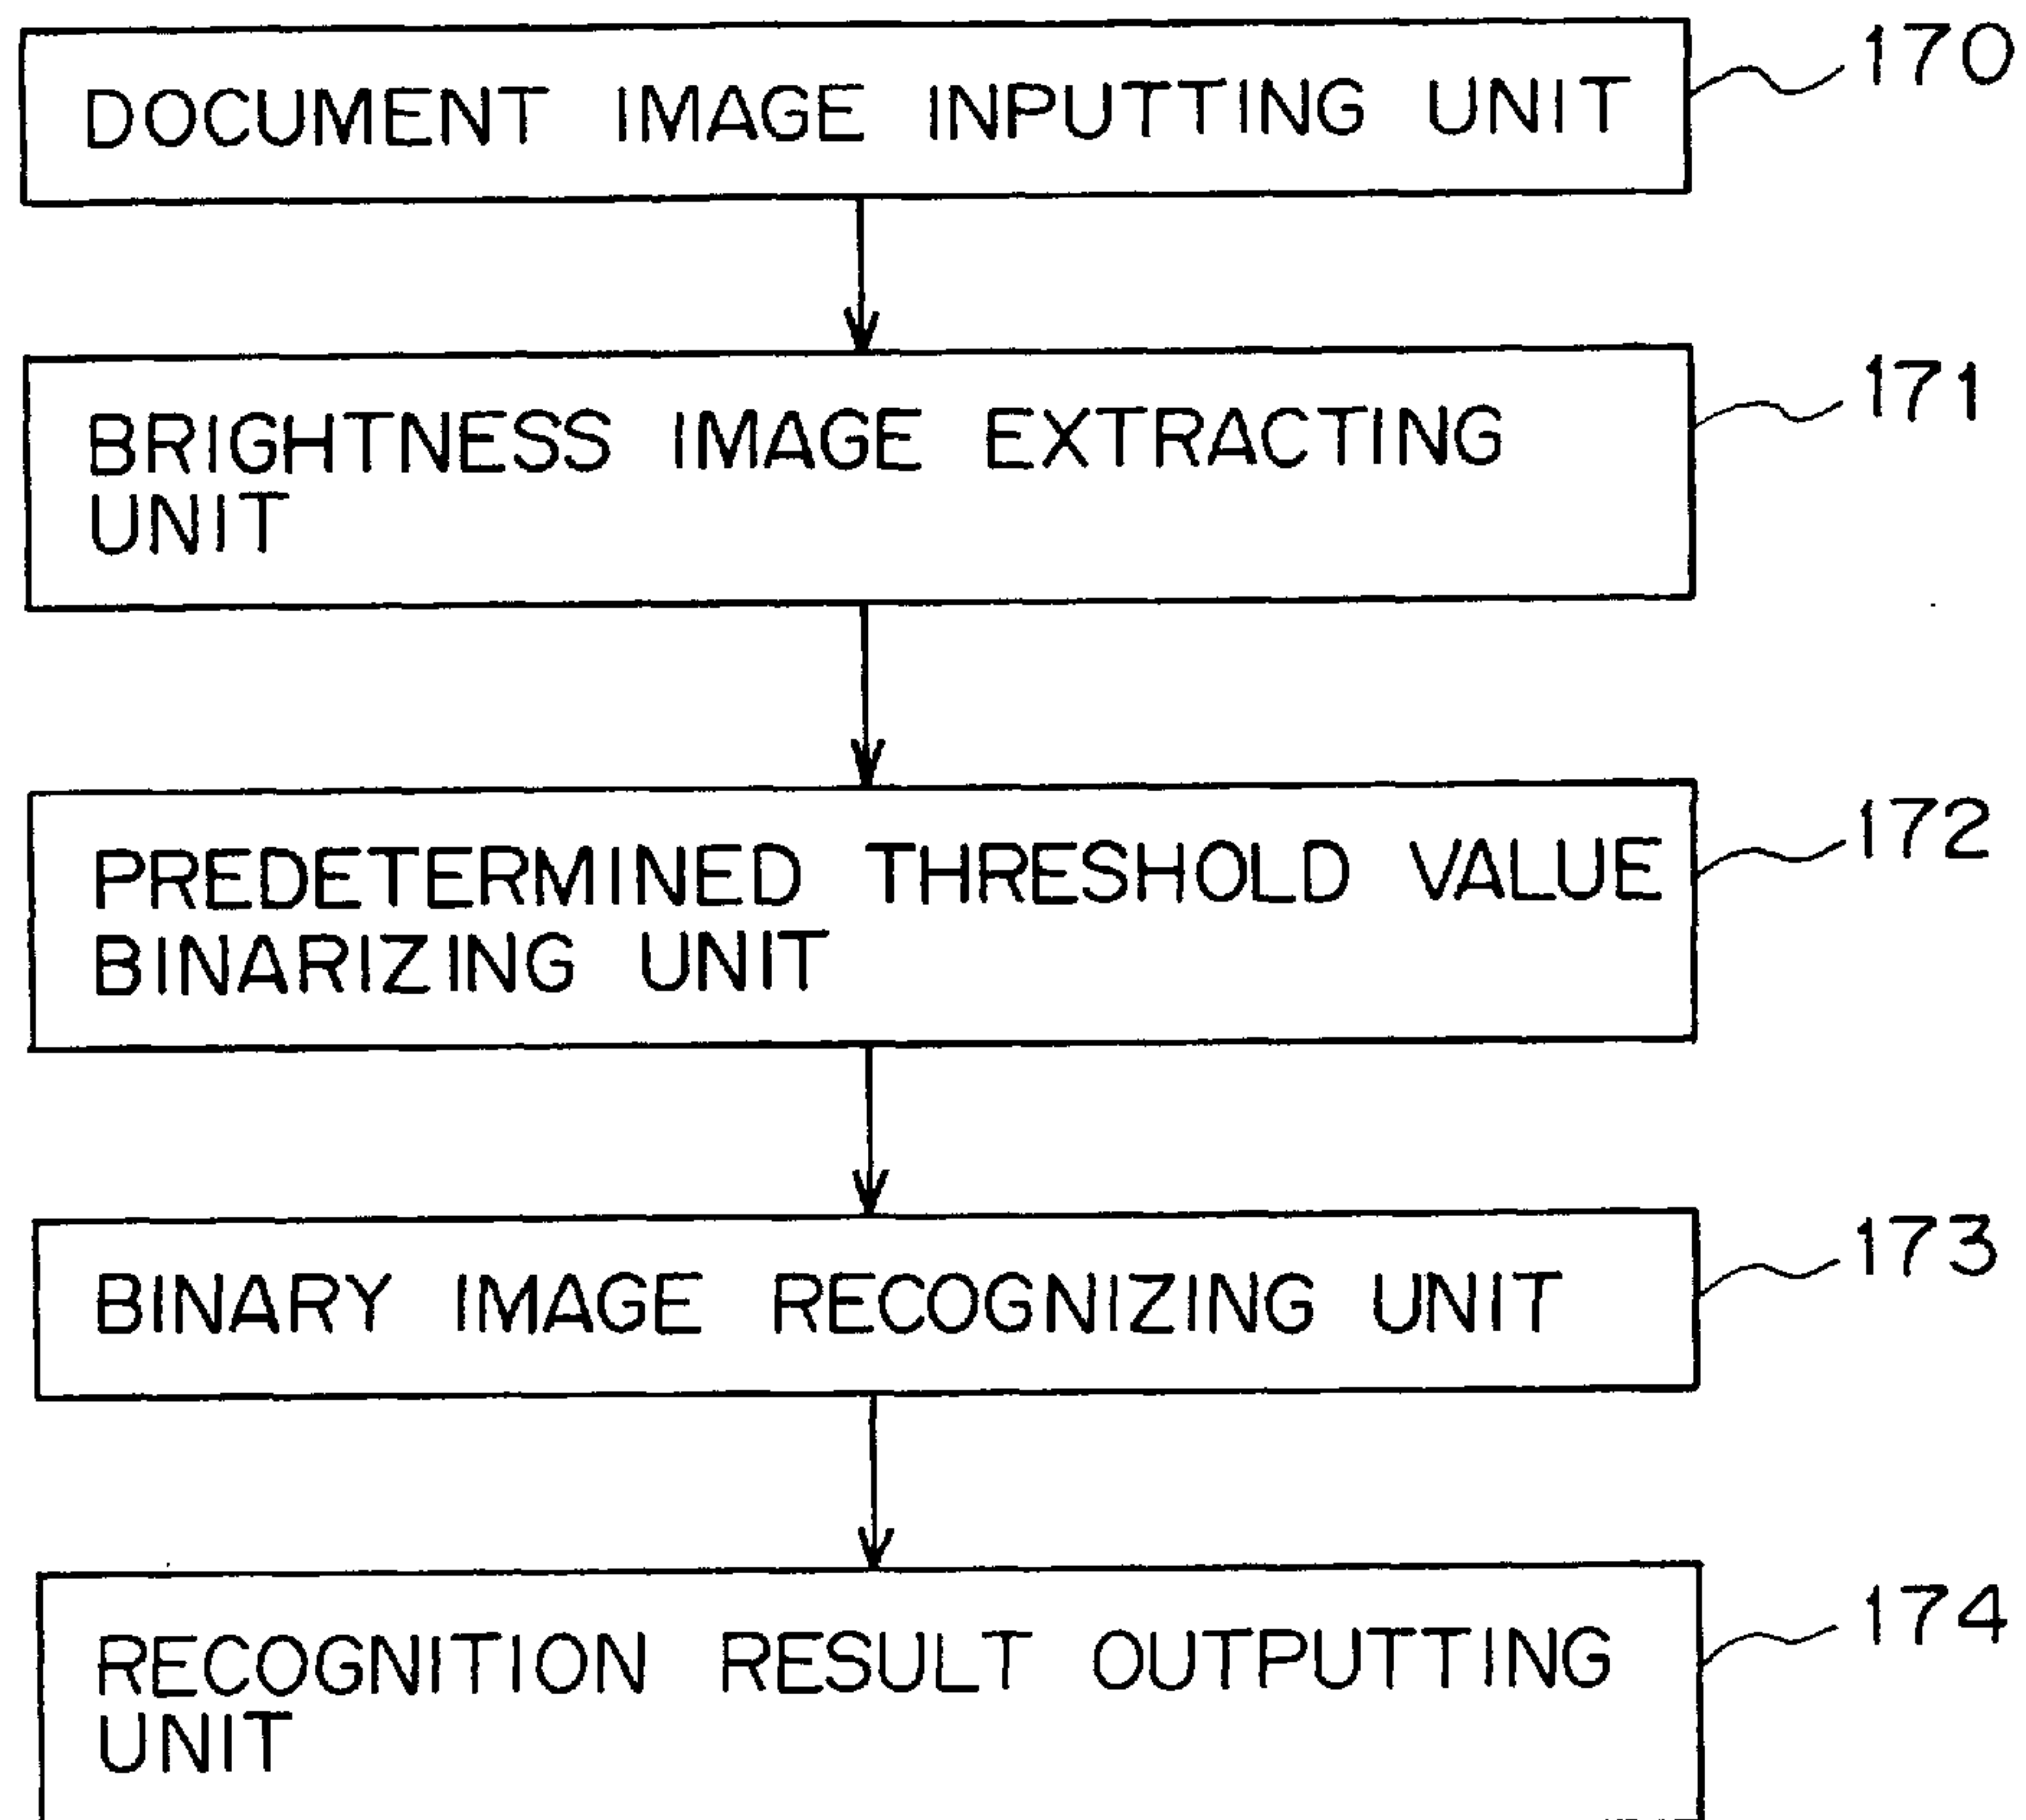 DOCUMENT IMAGE INPUTTING UNIT
170
BRIGHTNESS IMAGE EXTRACTING
UNIT
171
PREDETERMINED THRESHOLD VALUE
BINARIZING UNIT
172
BINARY IMAGE RECOGNIZING UNIT
173
RECOGNITION RESULT OUTPUTTING
UNIT
174